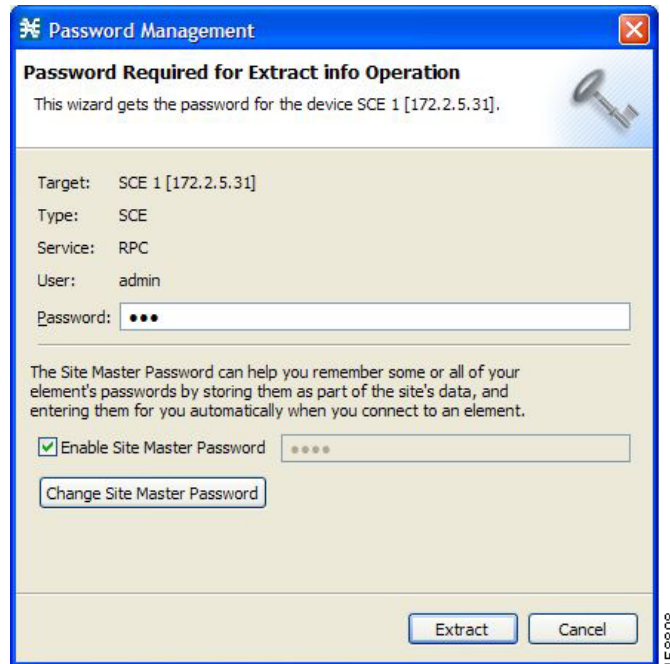 Password Management
Password Required for Extract info Operation
This wizard gets the password for the device SCE 1 [172.2.5.31].
Target: SCE 1 [172.2.5.31]
Type: SCE
Service: RPC
User: admin
Password: •••
The Site Master Password can help you remember some or all of your
element's passwords by storing them as part of the site's data, and
entering them for you automatically when you connect to an element.
Enable Site Master Password ••••
Change Site Master Password
Extract Cancel